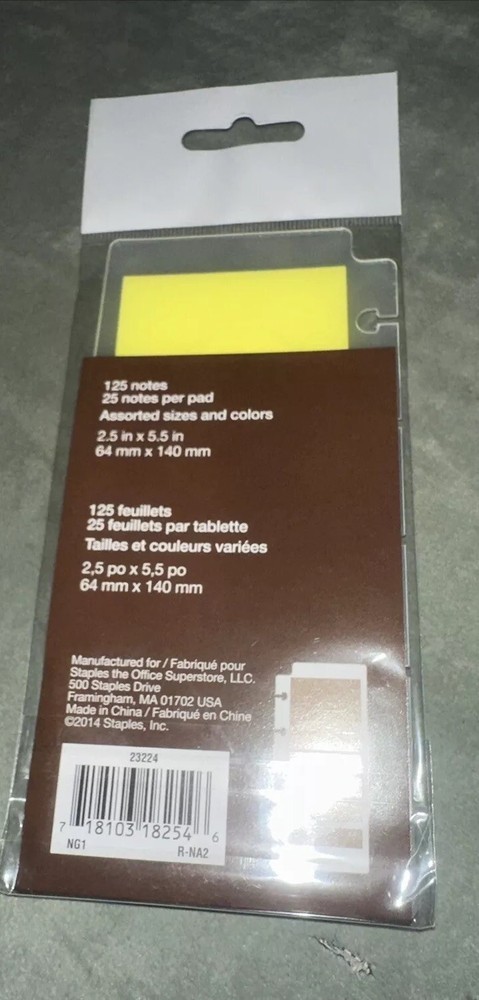 125 notes
25 notes per pad
Assorted sizes and colors
2.5 in x 5.5 in
64 mm x 140 mm
125 feuillets
25 feuillets par tablette
Tailles et couleurs variées
2,5 po x 5,5 po
64 mm x 140 mm
Manufactured for / Fabriqué pour
Staples the Office Superstore, LLC.
500 Staples Drive
Framingham, MA 01702 USA
Made in China / Fabriqué en Chine
©2014 Staples, Inc.
23224
7 18103 18254 6
NG1 R-NA2